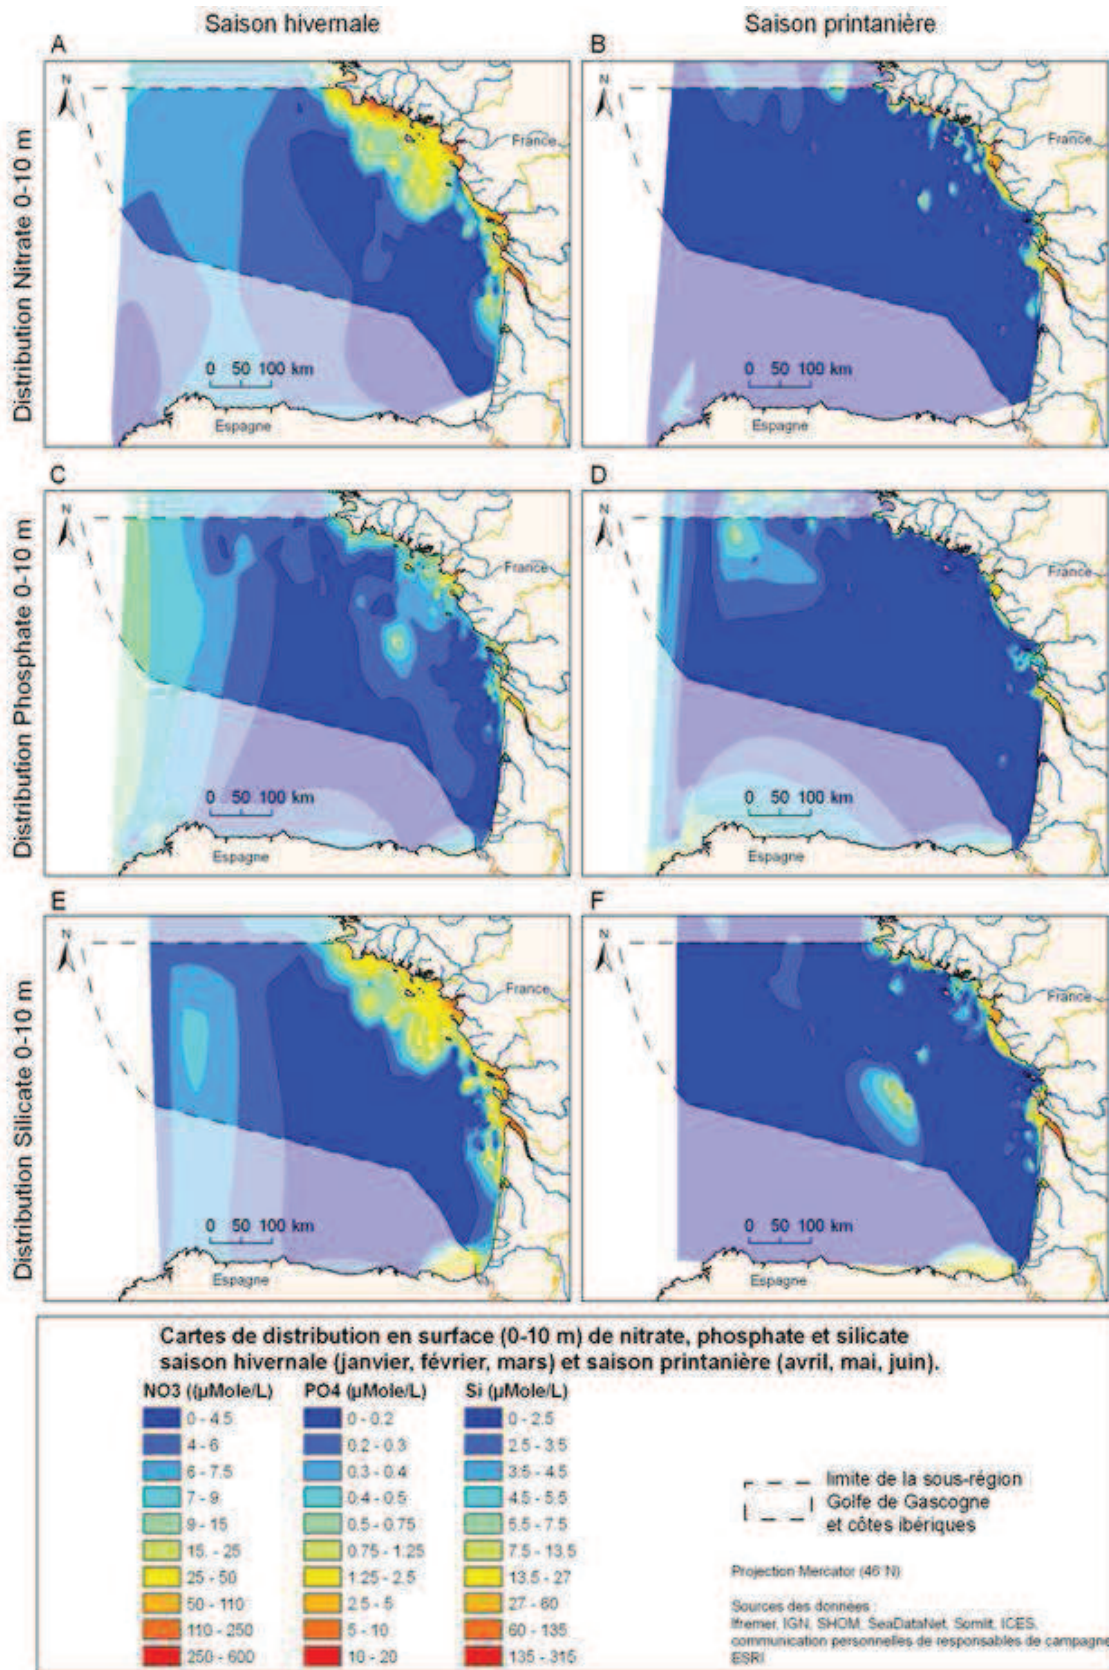 Saison hivernale
Saison printanière
Distribution Nitrate 0-10 m
A
N
France
0 50 100 km
Espagne
B
N
France
0 50 100 km
Espagne
Distribution Phosphate 0-10 m
C
N
France
0 50 100 km
Espagne
D
N
France
0 50 100 km
Espagne
Distribution Silicate 0-10 m
E
N
France
0 50 100 km
Espagne
F
N
France
0 50 100 km
Espagne
Cartes de distribution en surface (0-10 m) de nitrate, phosphate et silicate
saison hivernale (janvier, février, mars) et saison printanière (avril, mai, juin).
NO3 ((µMole/L)
0 - 4.5
4 - 6
6 - 7.5
7 - 9
9 - 15
15. - 25
25 - 50
50 - 110
110 - 250
250 - 600
PO4 (µMole/L)
0 - 0.2
0.2 - 0.3
0.3 - 0.4
0.4 - 0.5
0.5 - 0.75
0.75 - 1.25
1.25 - 2.5
2.5 - 5
5 - 10
10 - 20
Si (µMole/L)
0 - 2.5
2.5 - 3.5
3.5 - 4.5
4.5 - 5.5
5.5 - 7.5
7.5 - 13.5
13.5 - 27
27 - 60
60 - 135
135 - 315
limite de la sous-région
Golfe de Gascogne
et côtes ibériques
Projection Mercator (46°N)
Sources des données :
Ifremer, IGN, SHOM, SeaDataNet, Somlit, ICES,
communication personnelles de responsables de campagne
ESRI